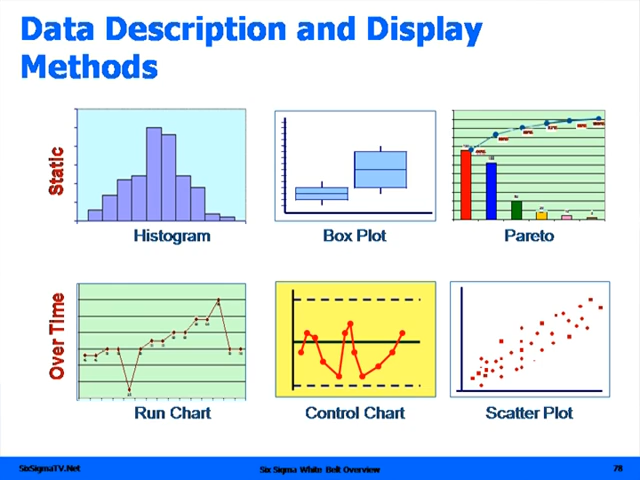 Data Description and Display
Methods
Static
Histogram
Box Plot
Pareto
Over Time
Run Chart
Control Chart
Scatter Plot
SixSigmaTV.Net
Six Sigma White Belt Overview
78